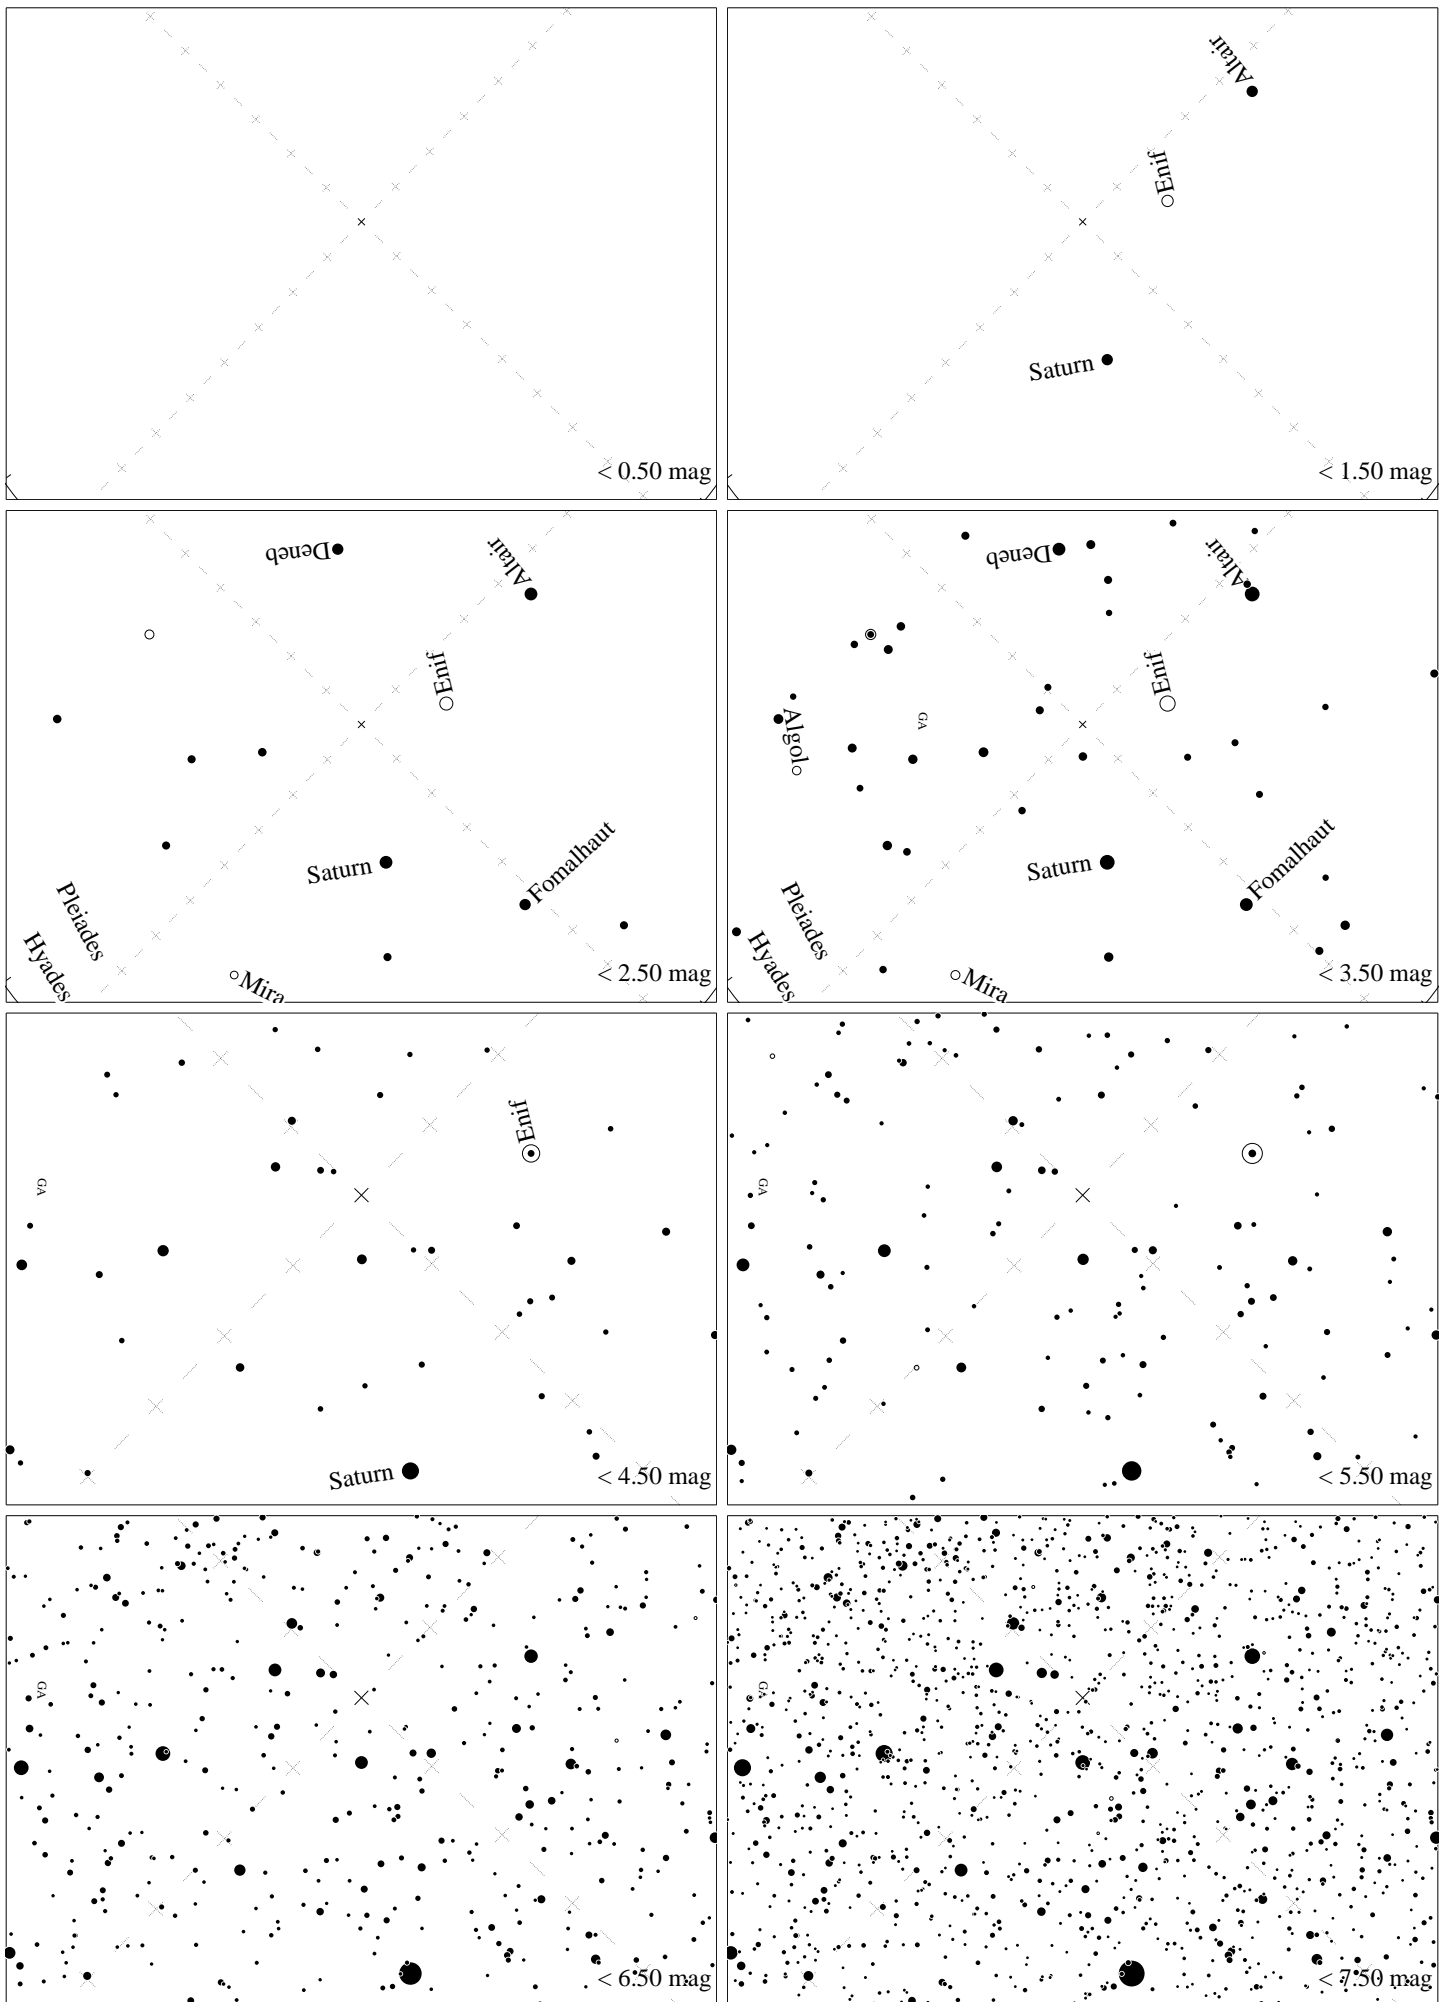 < 0.50 mag
Altair
Enif
Saturn
< 1.50 mag
Deneb
Altair
Enif
Saturn
Fomalhaut
Pleiades
Hyades
Mira
< 2.50 mag
Deneb
Altair
Enif
Algol
GA
Saturn
Fomalhaut
Pleiades
Hyades
Mira
< 3.50 mag
Enif
GA
Saturn
< 4.50 mag
GA
< 5.50 mag
GA
< 6.50 mag
GA
< 7.50 mag